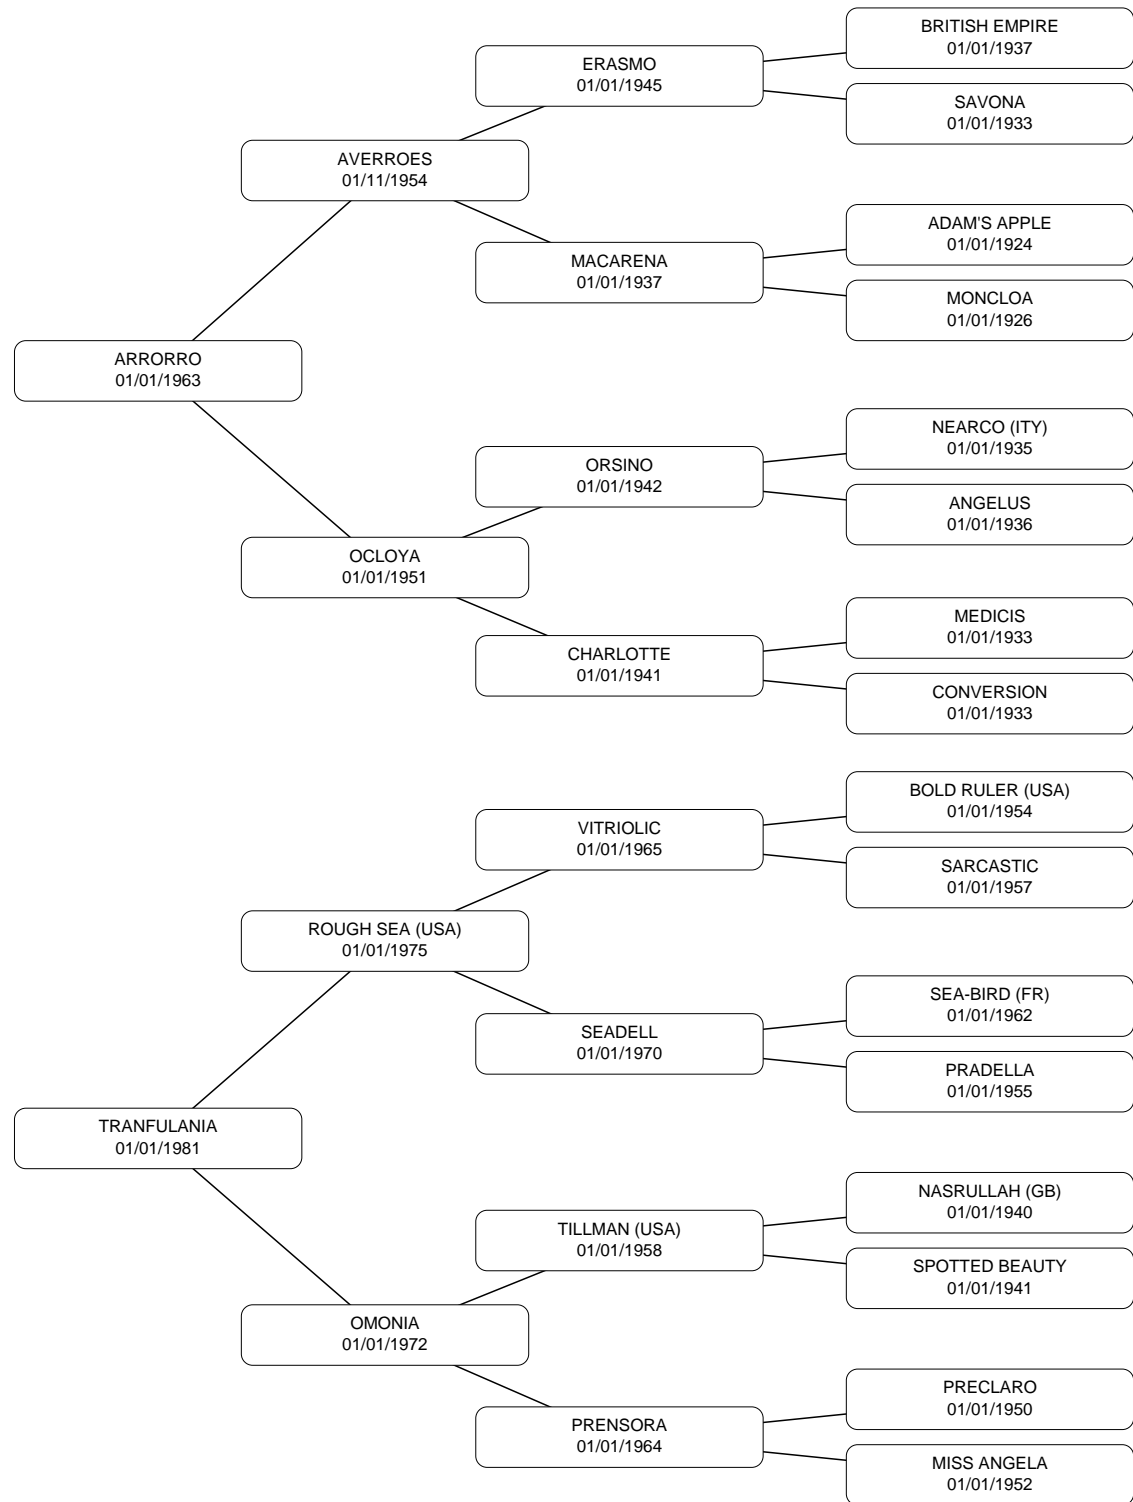 BRITISH EMPIRE
01/01/1937
ERASMO
01/01/1945
SAVONA
01/01/1933
AVERROES
01/11/1954
ADAM'S APPLE
01/01/1924
MACARENA
01/01/1937
MONCLOA
01/01/1926
ARRORRO
01/01/1963
NEARCO (ITY)
01/01/1935
ORSINO
01/01/1942
ANGELUS
01/01/1936
OCLOYA
01/01/1951
MEDICIS
01/01/1933
CHARLOTTE
01/01/1941
CONVERSION
01/01/1933
BOLD RULER (USA)
01/01/1954
VITRIOLIC
01/01/1965
SARCASTIC
01/01/1957
ROUGH SEA (USA)
01/01/1975
SEA-BIRD (FR)
01/01/1962
SEADELL
01/01/1970
PRADELLA
01/01/1955
TRANFULANIA
01/01/1981
NASRULLAH (GB)
01/01/1940
TILLMAN (USA)
01/01/1958
SPOTTED BEAUTY
01/01/1941
OMONIA
01/01/1972
PRECLARO
01/01/1950
PRENSORA
01/01/1964
MISS ANGELA
01/01/1952